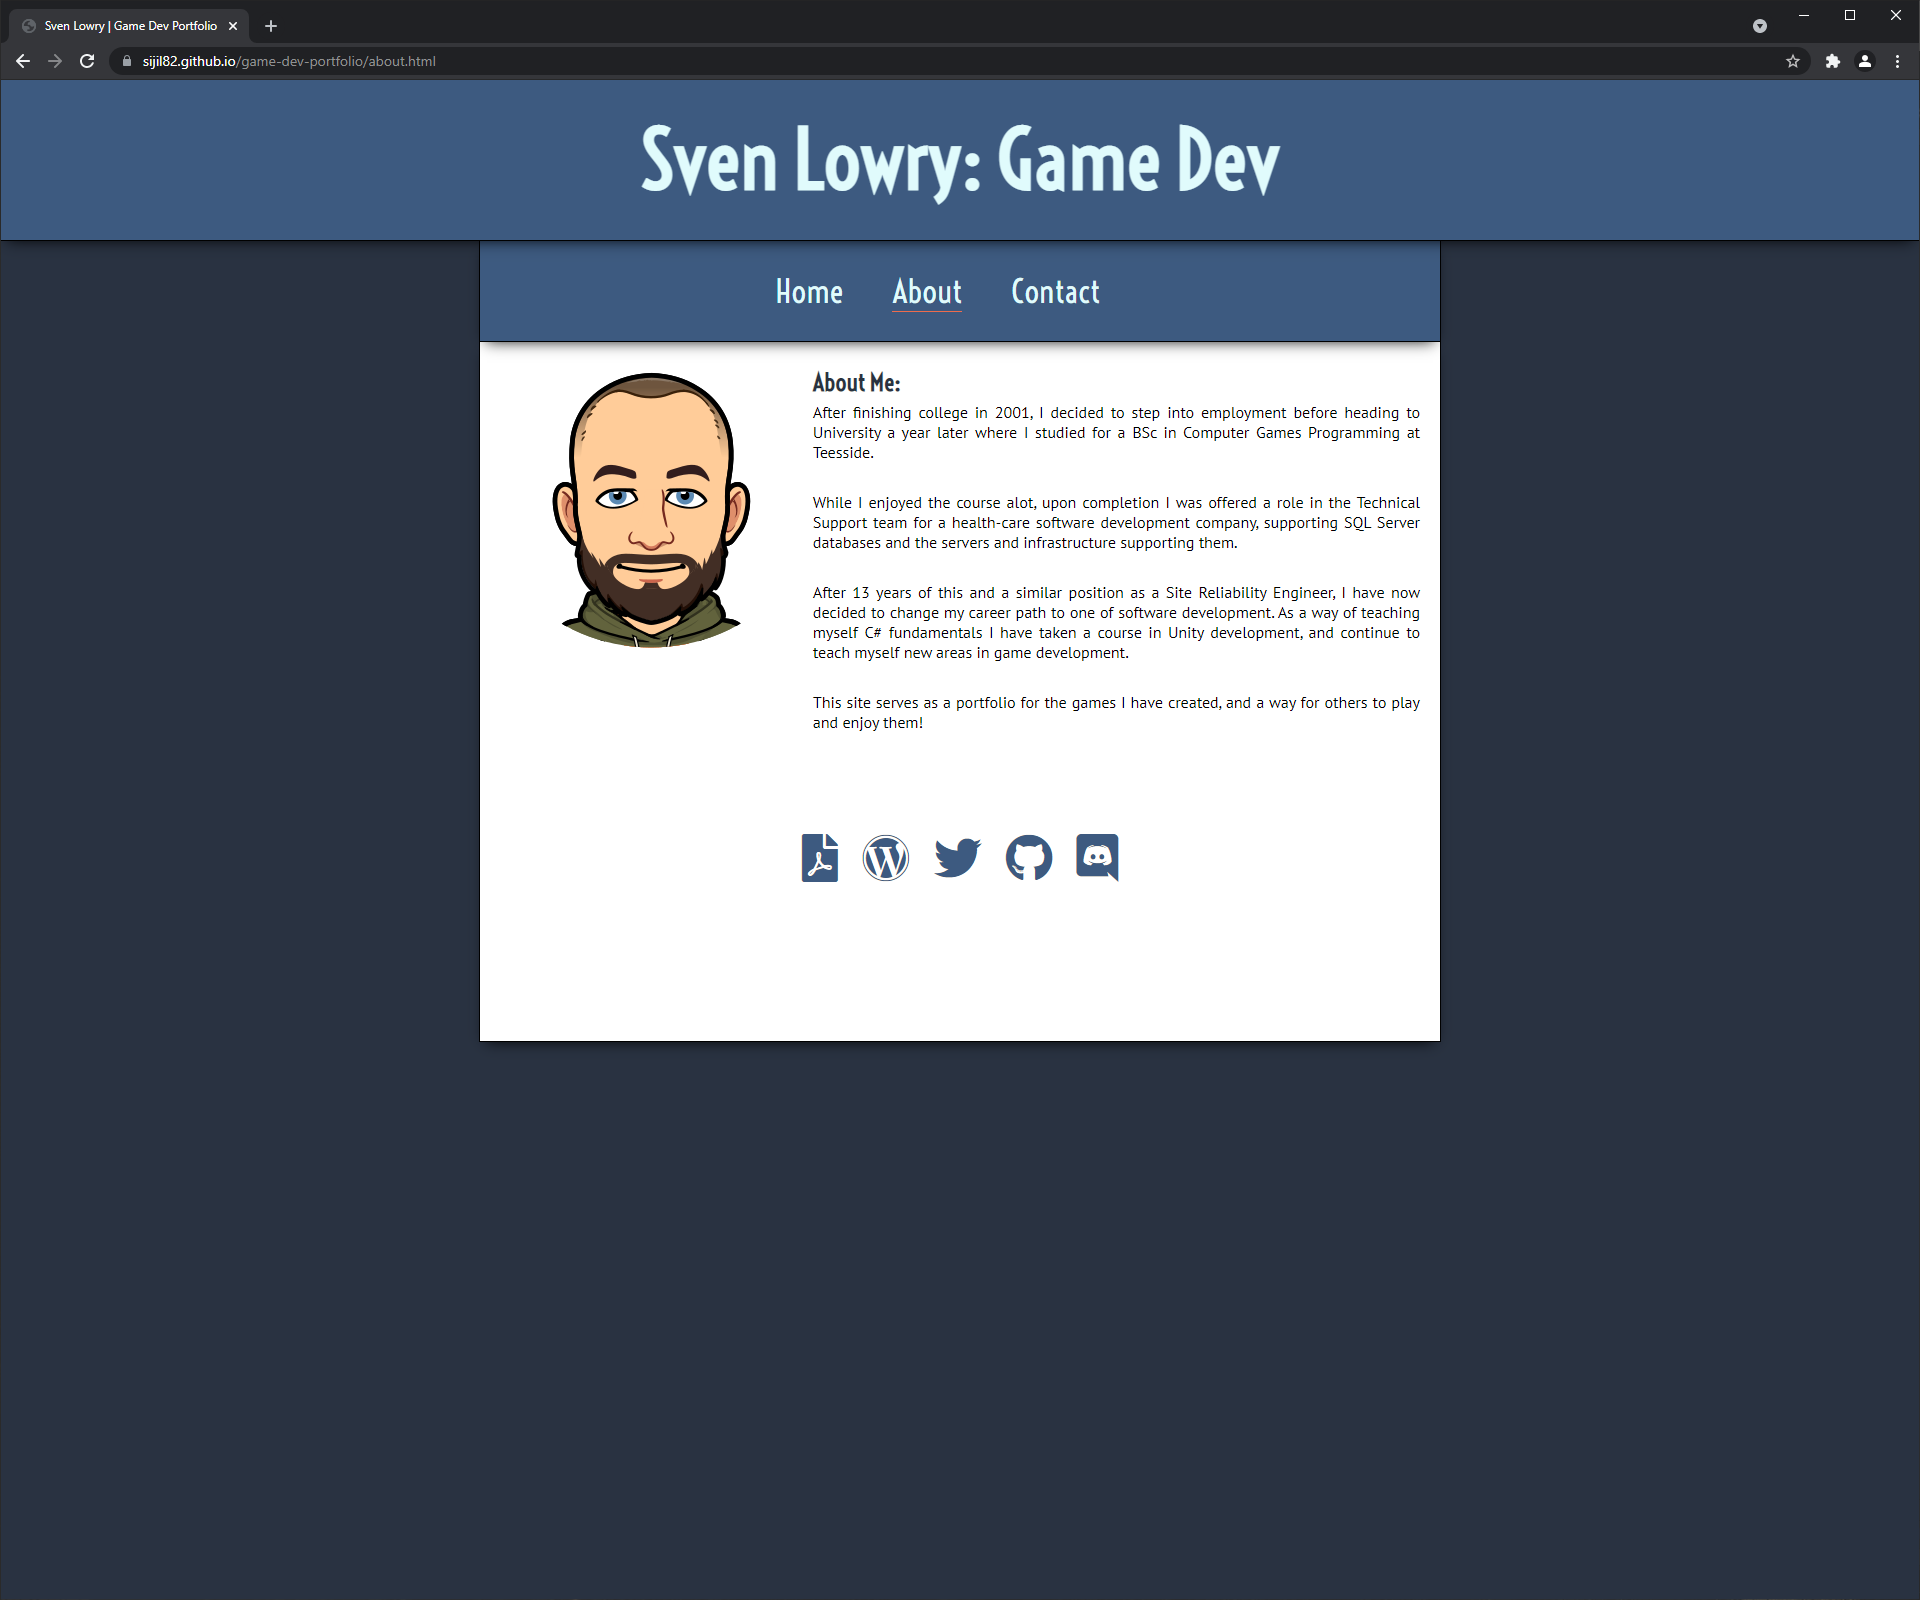 Sven Lowry | Game Dev Portfolio
sijil82.github.io/game-dev-portfolio/about.html
Sven Lowry: Game Dev
Home About Contact
About Me:
After finishing college in 2001, I decided to step into employment before heading to
University a year later where I studied for a BSc in Computer Games Programming at
Teesside.
While I enjoyed the course alot, upon completion I was offered a role in the Technical
Support team for a health-care software development company, supporting SQL Server
databases and the servers and infrastructure supporting them.
After 13 years of this and a similar position as a Site Reliability Engineer, I have now
decided to change my career path to one of software development. As a way of teaching
myself C# fundamentals I have taken a course in Unity development, and continue to
teach myself new areas in game development.
This site serves as a portfolio for the games I have created, and a way for others to play
and enjoy them!